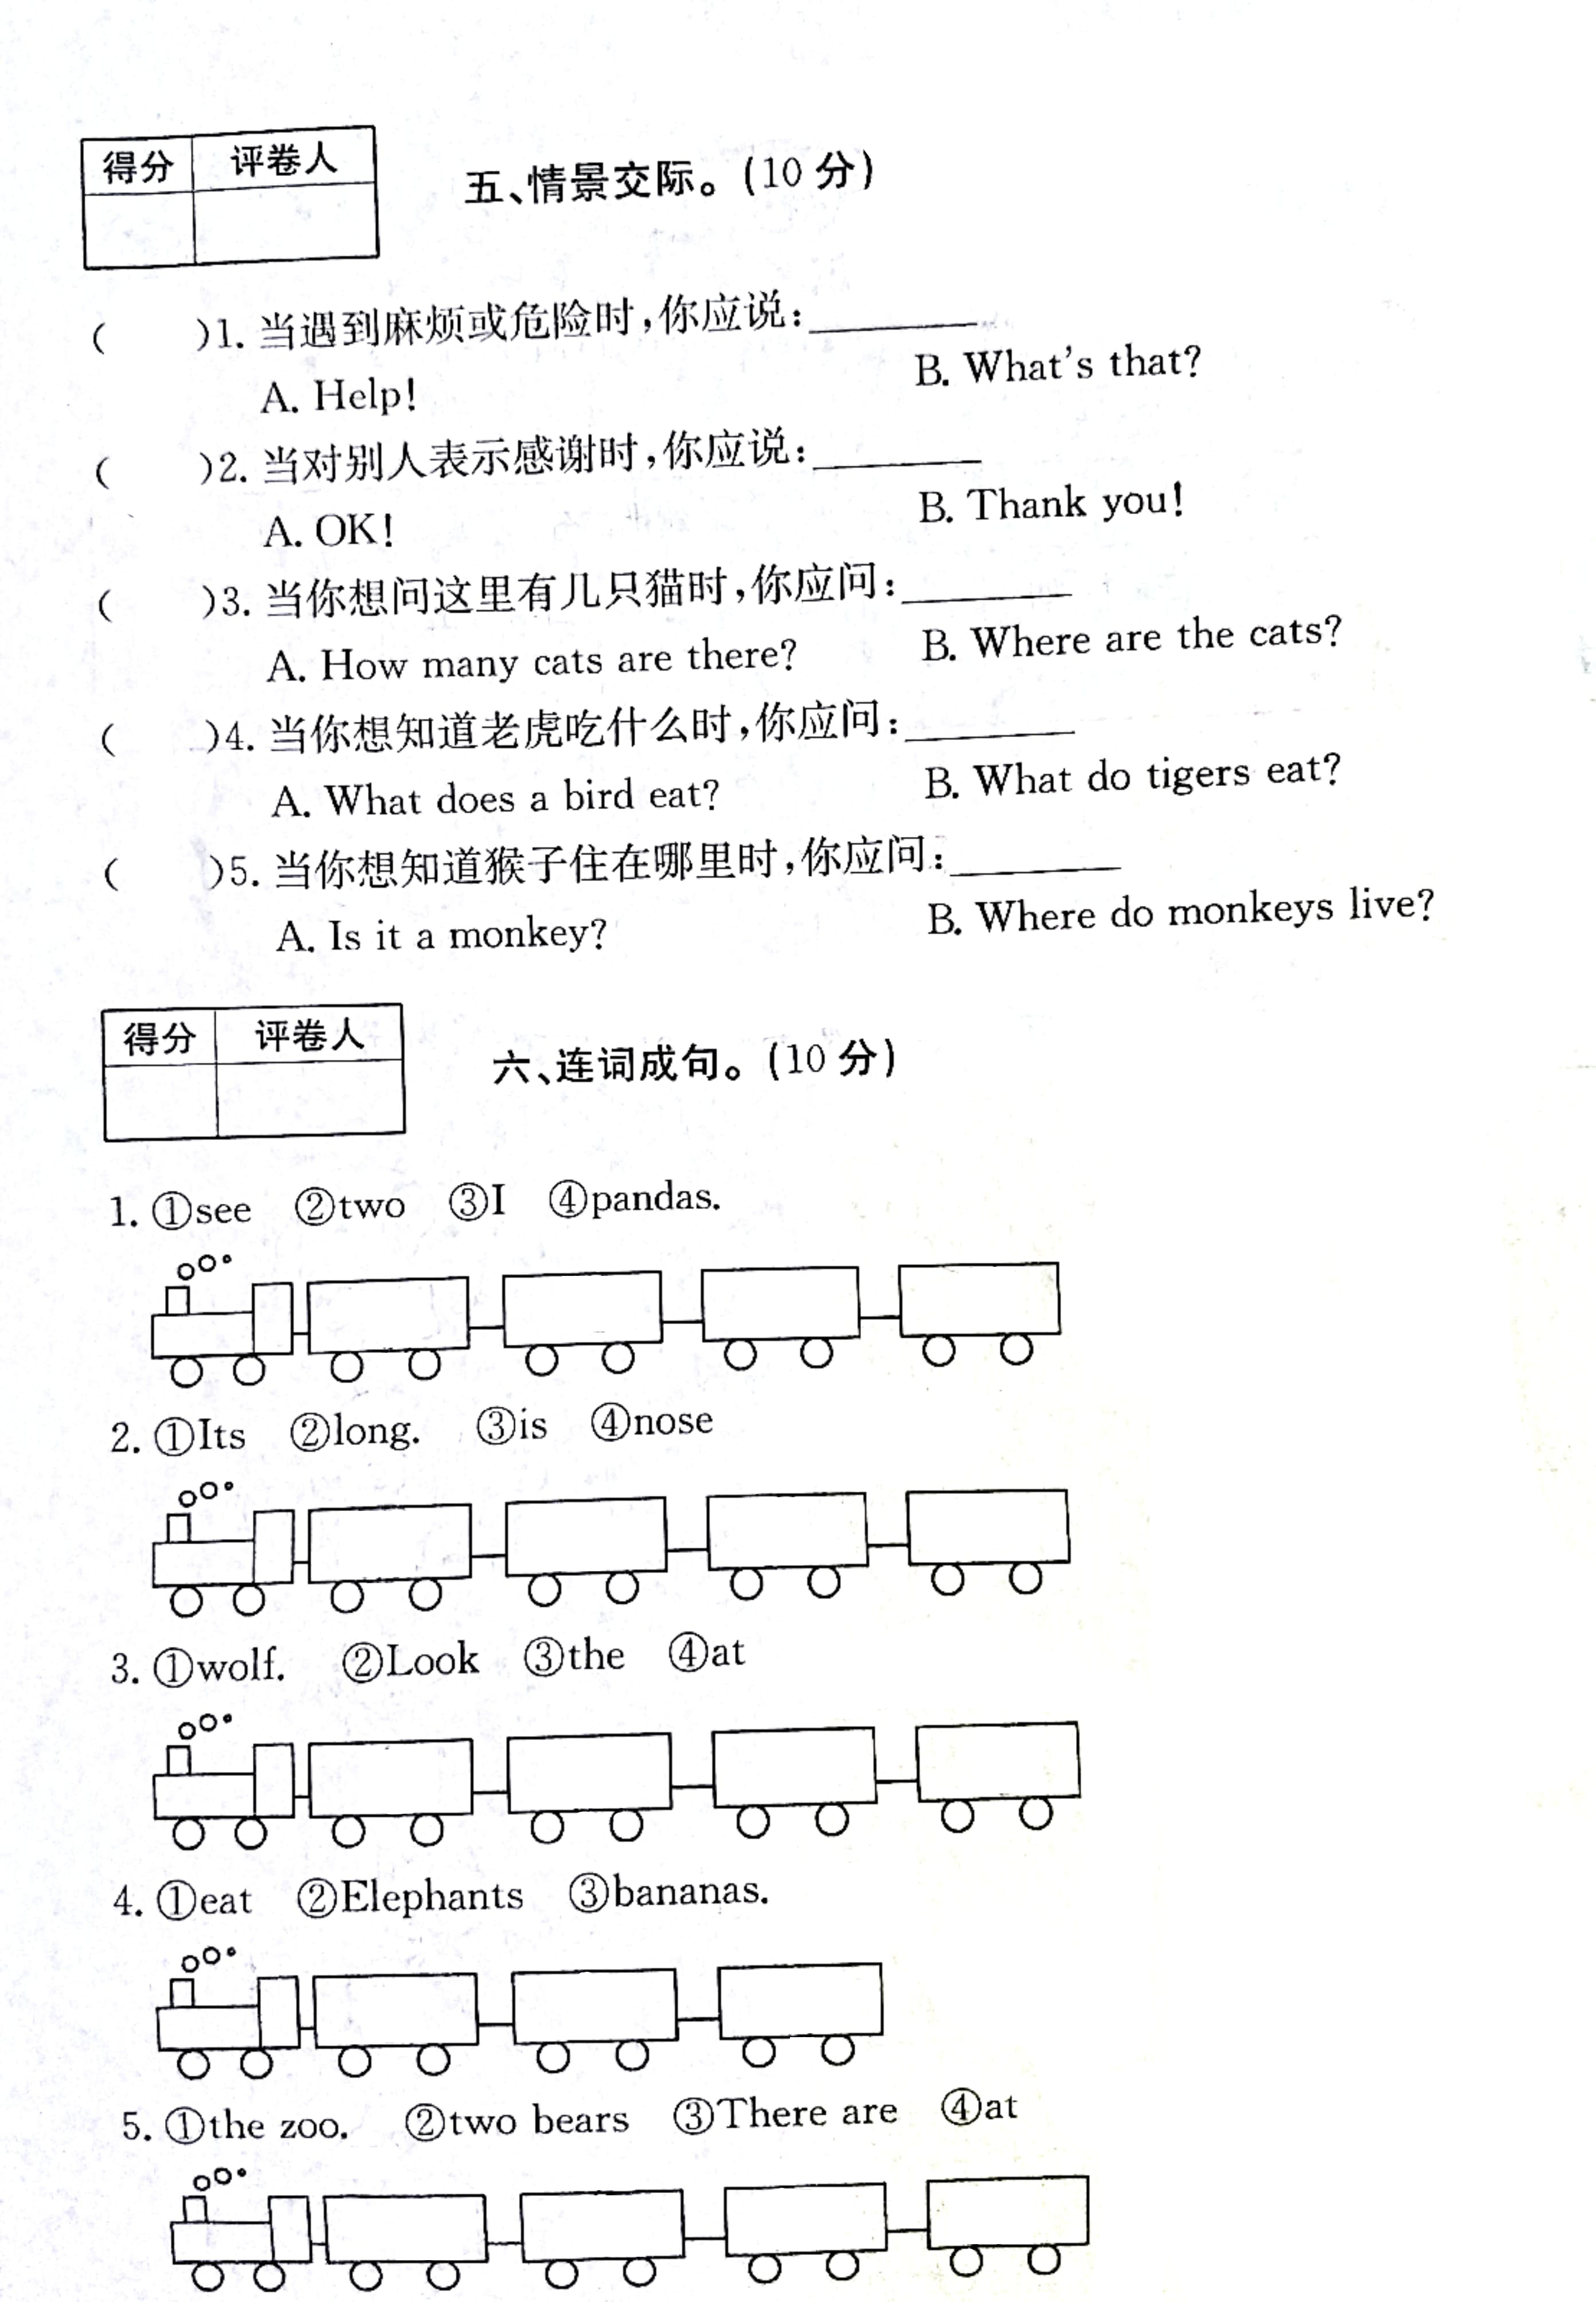 得分 评卷人
五、情景交际。(10 分)
( )1. 当遇到麻烦或危险时,你应说:________
A. Help! B. What's that?
( )2. 当对别人表示感谢时,你应说:________
A. OK! B. Thank you!
( )3. 当你想问这里有几只猫时,你应问:________
A. How many cats are there? B. Where are the cats?
( )4. 当你想知道老虎吃什么时,你应问:________
A. What does a bird eat? B. What do tigers eat?
( )5. 当你想知道猴子住在哪里时,你应问:________
A. Is it a monkey? B. Where do monkeys live?
得分 评卷人
六、连词成句。(10 分)
1. ①see ②two ③I ④pandas.
2. ①Its ②long. ③is ④nose
3. ①wolf. ②Look ③the ④at
4. ①eat ②Elephants ③bananas.
5. ①the zoo. ②two bears ③There are ④at